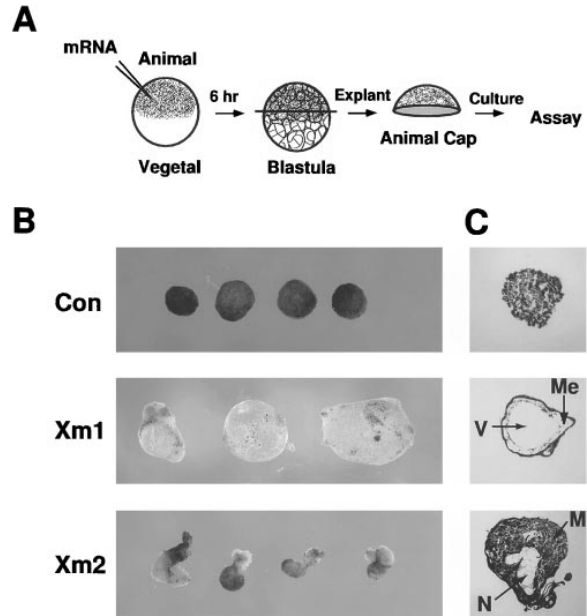 A
mRNA
Animal
6 hr
Explant
Culture
Assay
Vegetal
Blastula
Animal Cap
B
C
Con
Xm1
Me
V
Xm2
M
N